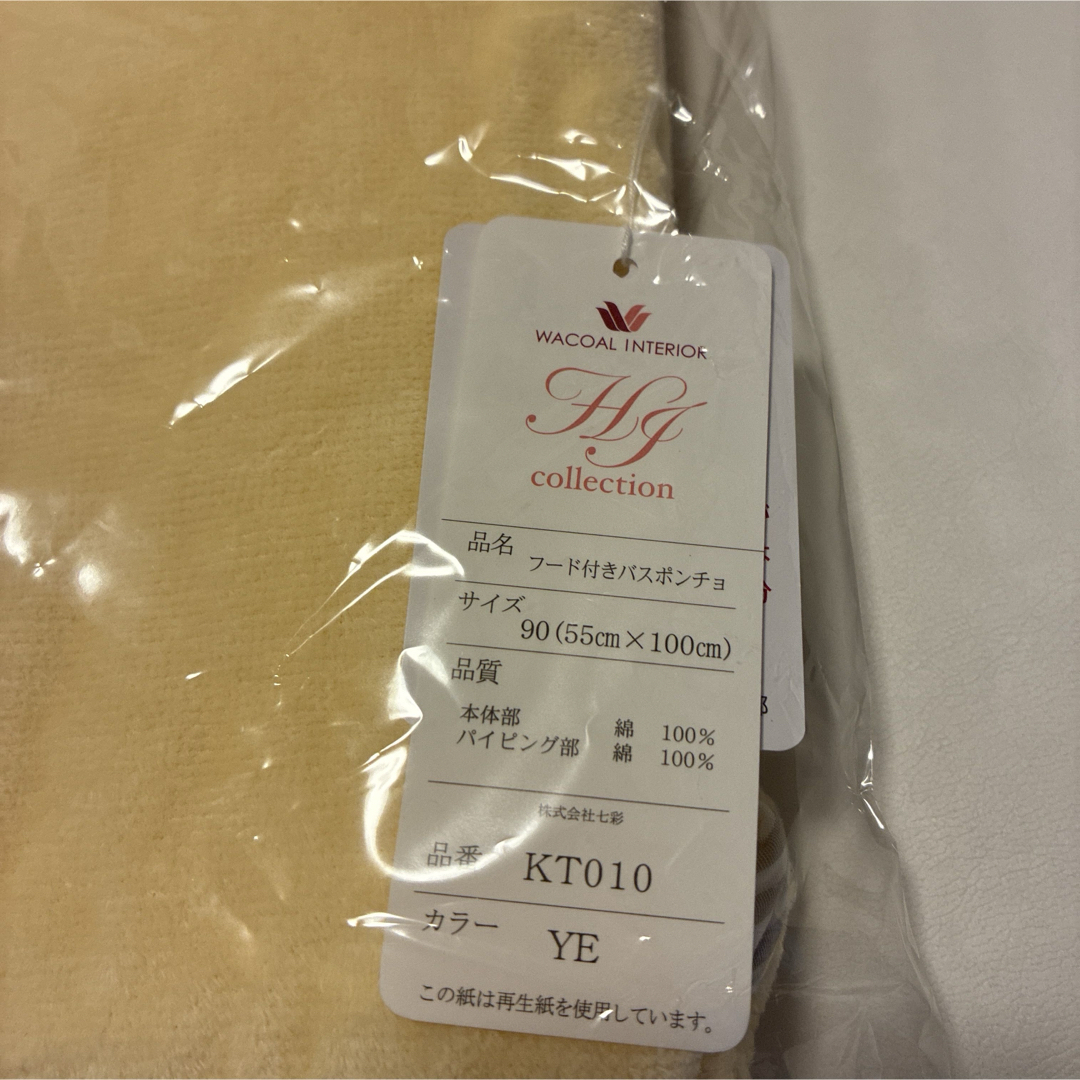 WACOAL INTERIOR
HJ
collection
品名
フード付きバスポンチョ
サイズ
90(55㎝×100㎝)
品質
本体部 綿 100%
パイピング部 綿 100%
株式会社七彩
品番 KT010
カラー YE
この紙は再生紙を使用しています。